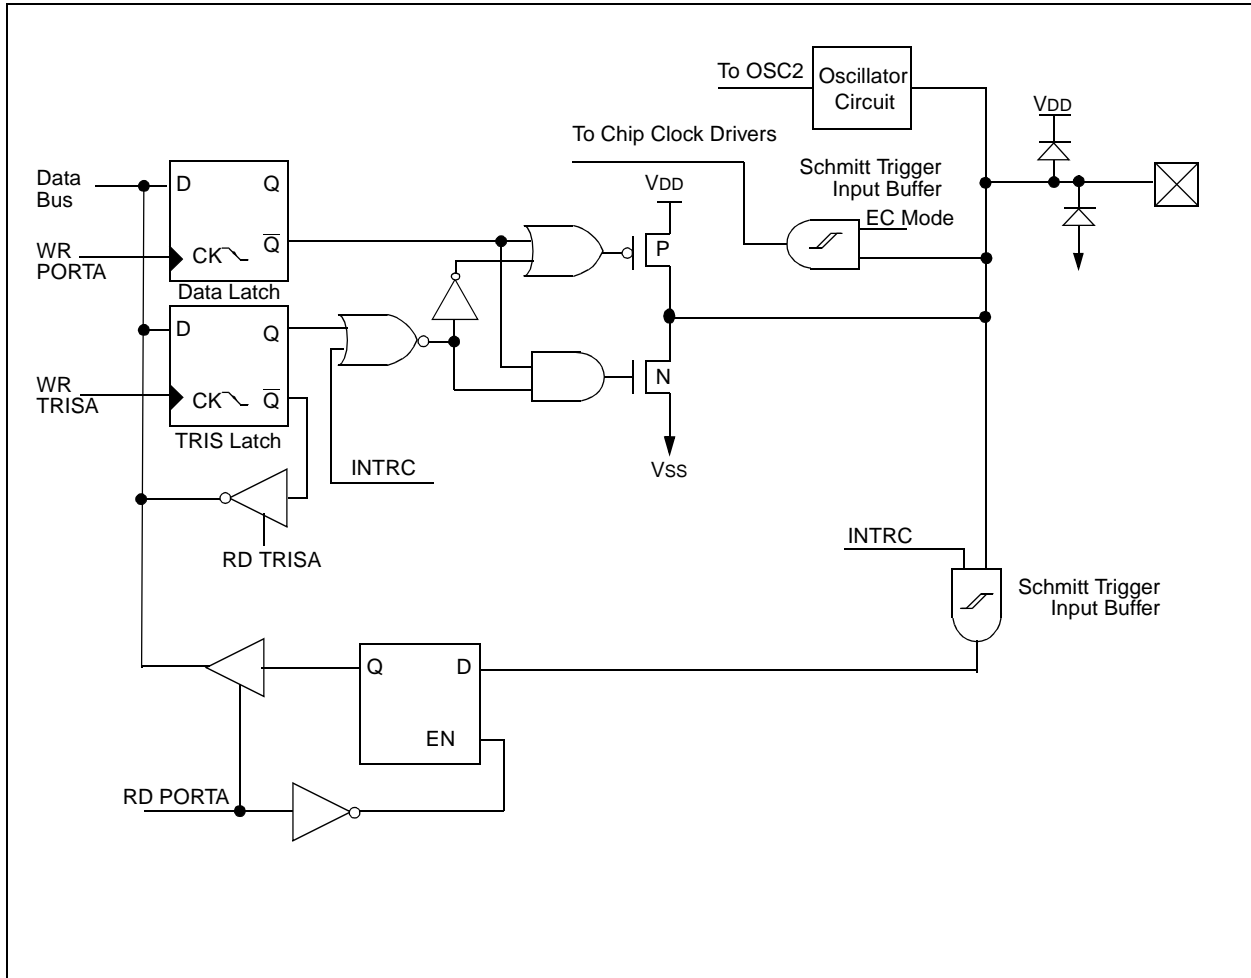 To OSC2
Oscillator
Circuit
VDD
To Chip Clock Drivers
Schmitt Trigger
Input Buffer
EC Mode
Data
Bus
D
Q
VDD
WR
PORTA
CK
Q
P
Data Latch
D
Q
WR
TRISA
CK
Q
N
TRIS Latch
INTRC
VSS
RD TRISA
INTRC
Schmitt Trigger
Input Buffer
Q
D
EN
RD PORTA